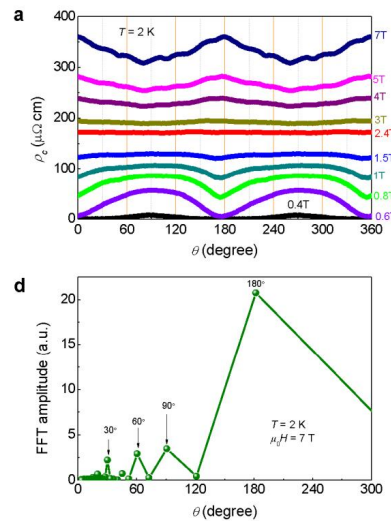 a
T = 2 K
7T
5T
4T
3T
2.4T
1.5T
1T
0.8T
0.6T
0.4T
400
300
200
100
0
ρc (μΩ cm)
0 60 120 180 240 300 360
θ (degree)
d
180°
30°
60°
90°
T = 2 K
μ0H = 7 T
20
15
10
5
0
FFT amplitude (a.u.)
0 60 120 180 240 300
θ (degree)